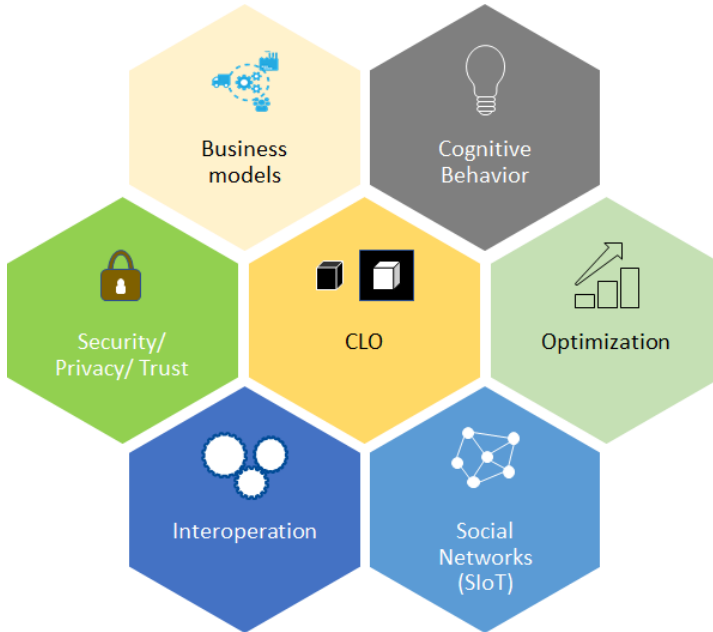 Business
models
Cognitive
Behavior
Security/
Privacy/ Trust
CLO
Optimization
Interoperation
Social
Networks
(SIoT)